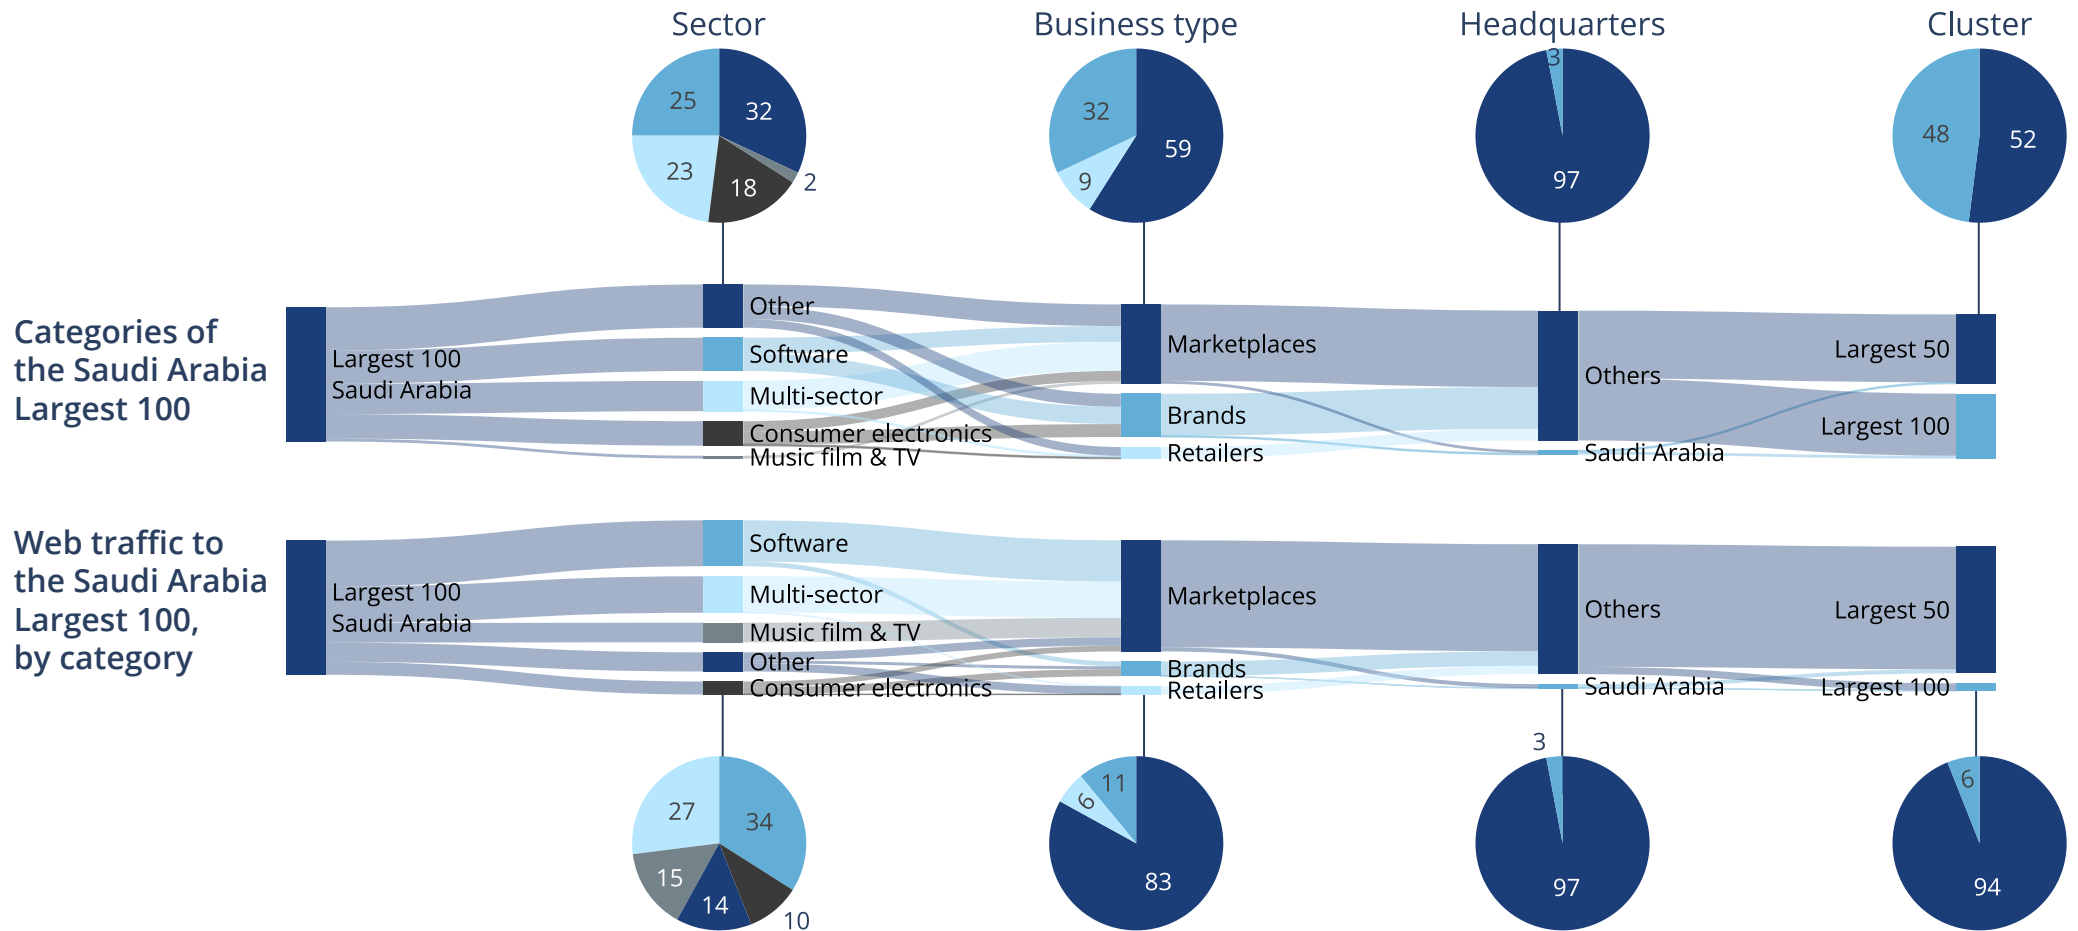 Sector
Business type
Headquarters
Cluster
25
32
23
18
2
32
59
9
3
97
48
52
Categories of
the Saudi Arabia
Largest 100
Largest 100
Saudi Arabia
Other
Software
Multi-sector
Consumer electronics
Music film & TV
Marketplaces
Brands
Retailers
Others
Saudi Arabia
Largest 50
Largest 100
Web traffic to
the Saudi Arabia
Largest 100,
by category
Largest 100
Saudi Arabia
Software
Multi-sector
Music film & TV
Other
Consumer electronics
Marketplaces
Brands
Retailers
Others
Saudi Arabia
Largest 50
Largest 100
27
34
15
14
10
11
6
83
3
97
6
94